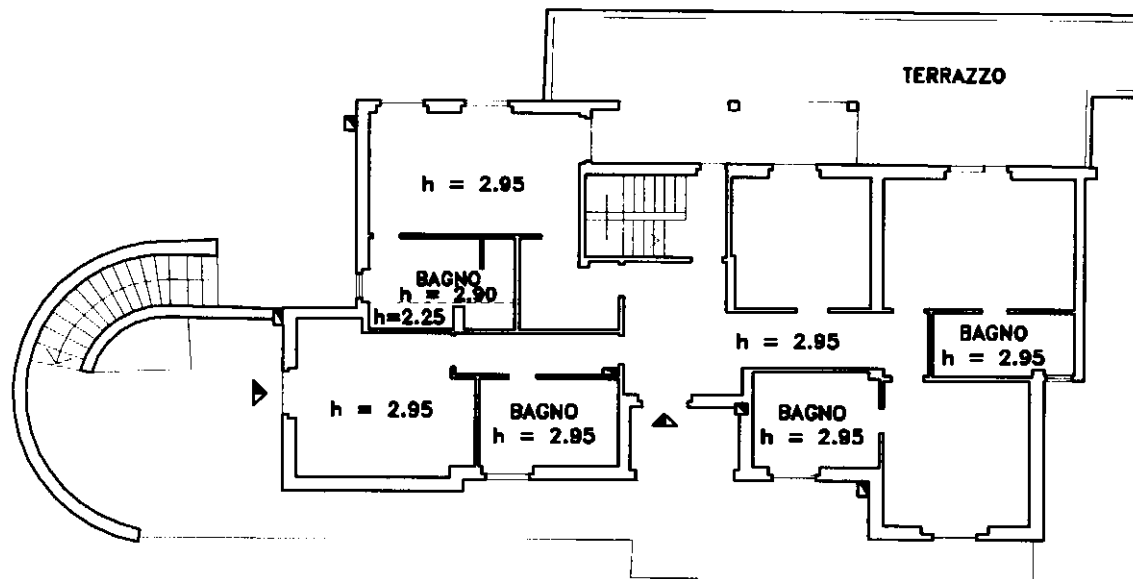 TERRAZZO
h = 2.95
BAGNO
h = 2.90
h=2.25
h = 2.95
BAGNO
h = 2.95
h = 2.95
BAGNO
h = 2.95
BAGNO
h = 2.95